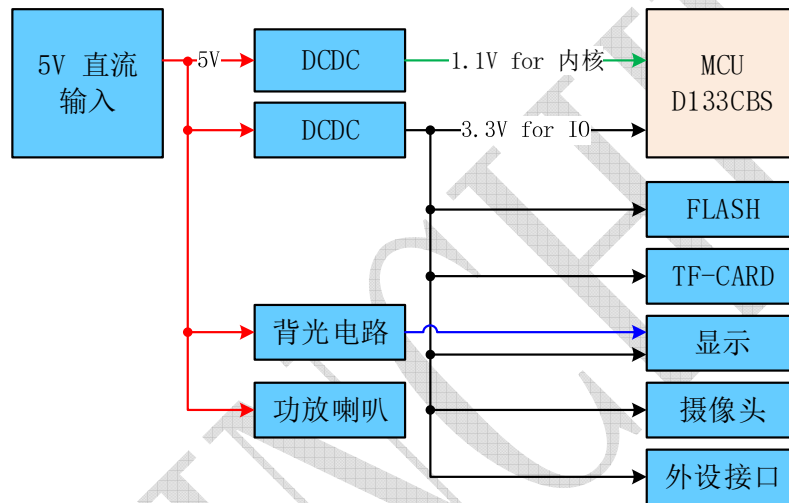 5V 直流
输入
5V
DCDC
1.1V for 内核
MCU
D133CBS
DCDC
3.3V for IO
FLASH
TF-CARD
背光电路
显示
功放喇叭
摄像头
外设接口